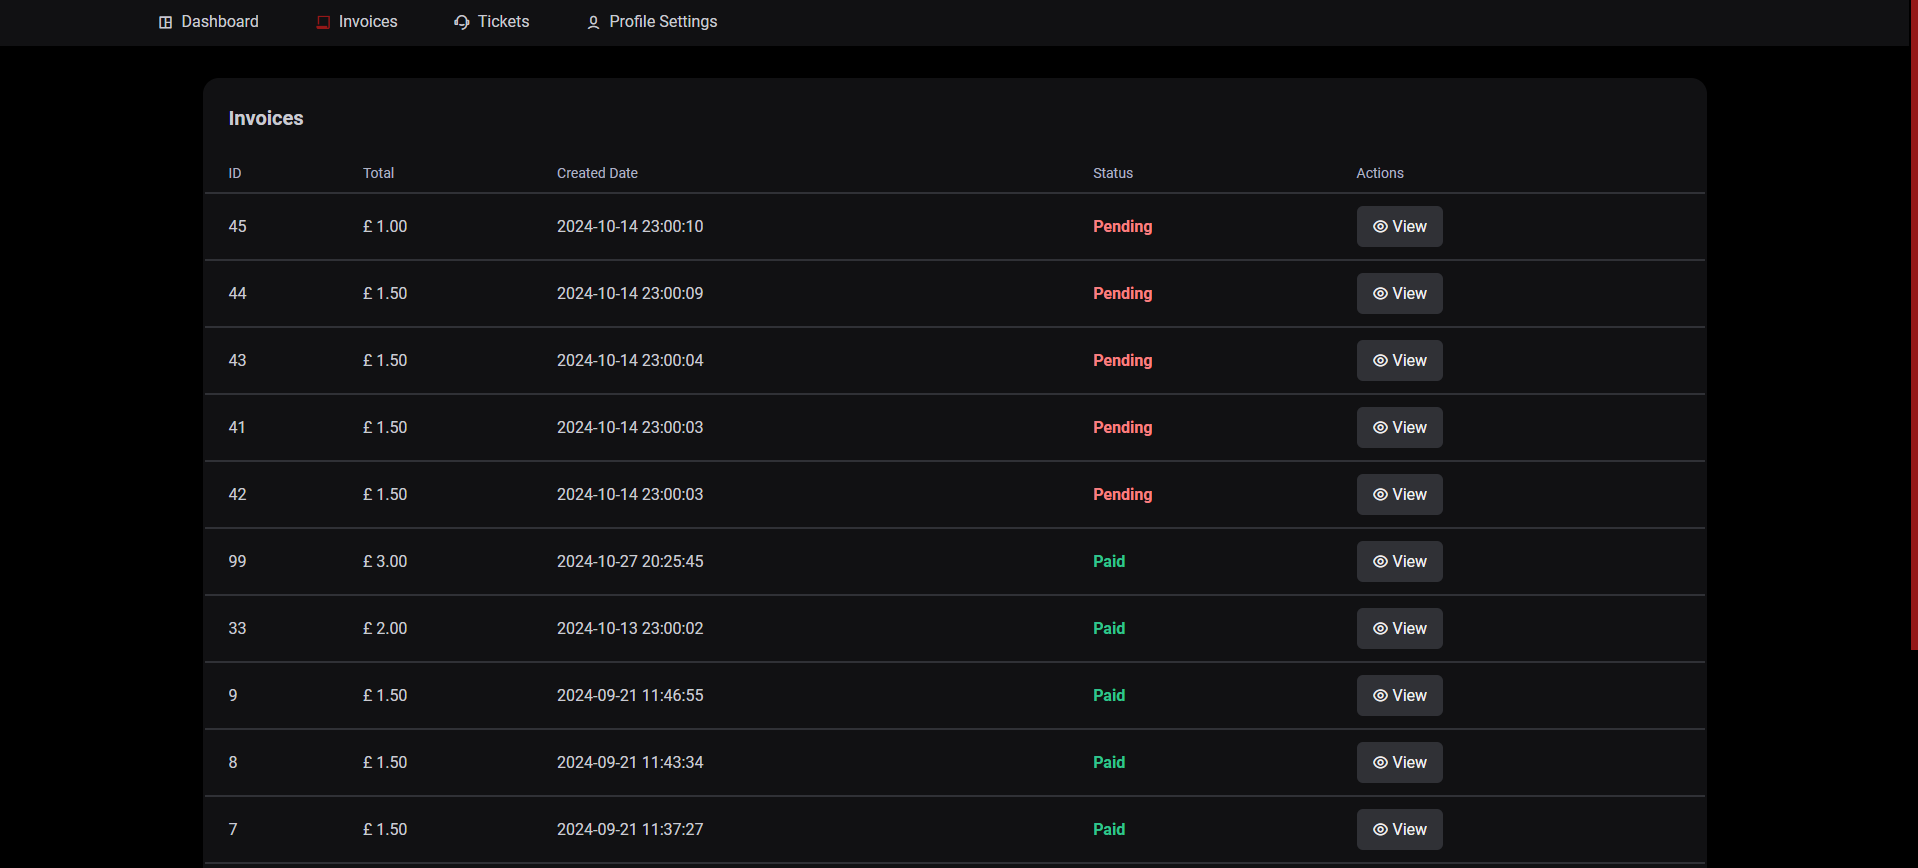 Dashboard Invoices Tickets Profile Settings
Invoices
ID Total Created Date Status Actions
45 £ 1.00 2024-10-14 23:00:10 Pending View
44 £ 1.50 2024-10-14 23:00:09 Pending View
43 £ 1.50 2024-10-14 23:00:04 Pending View
41 £ 1.50 2024-10-14 23:00:03 Pending View
42 £ 1.50 2024-10-14 23:00:03 Pending View
99 £ 3.00 2024-10-27 20:25:45 Paid View
33 £ 2.00 2024-10-13 23:00:02 Paid View
9 £ 1.50 2024-09-21 11:46:55 Paid View
8 £ 1.50 2024-09-21 11:43:34 Paid View
7 £ 1.50 2024-09-21 11:37:27 Paid View